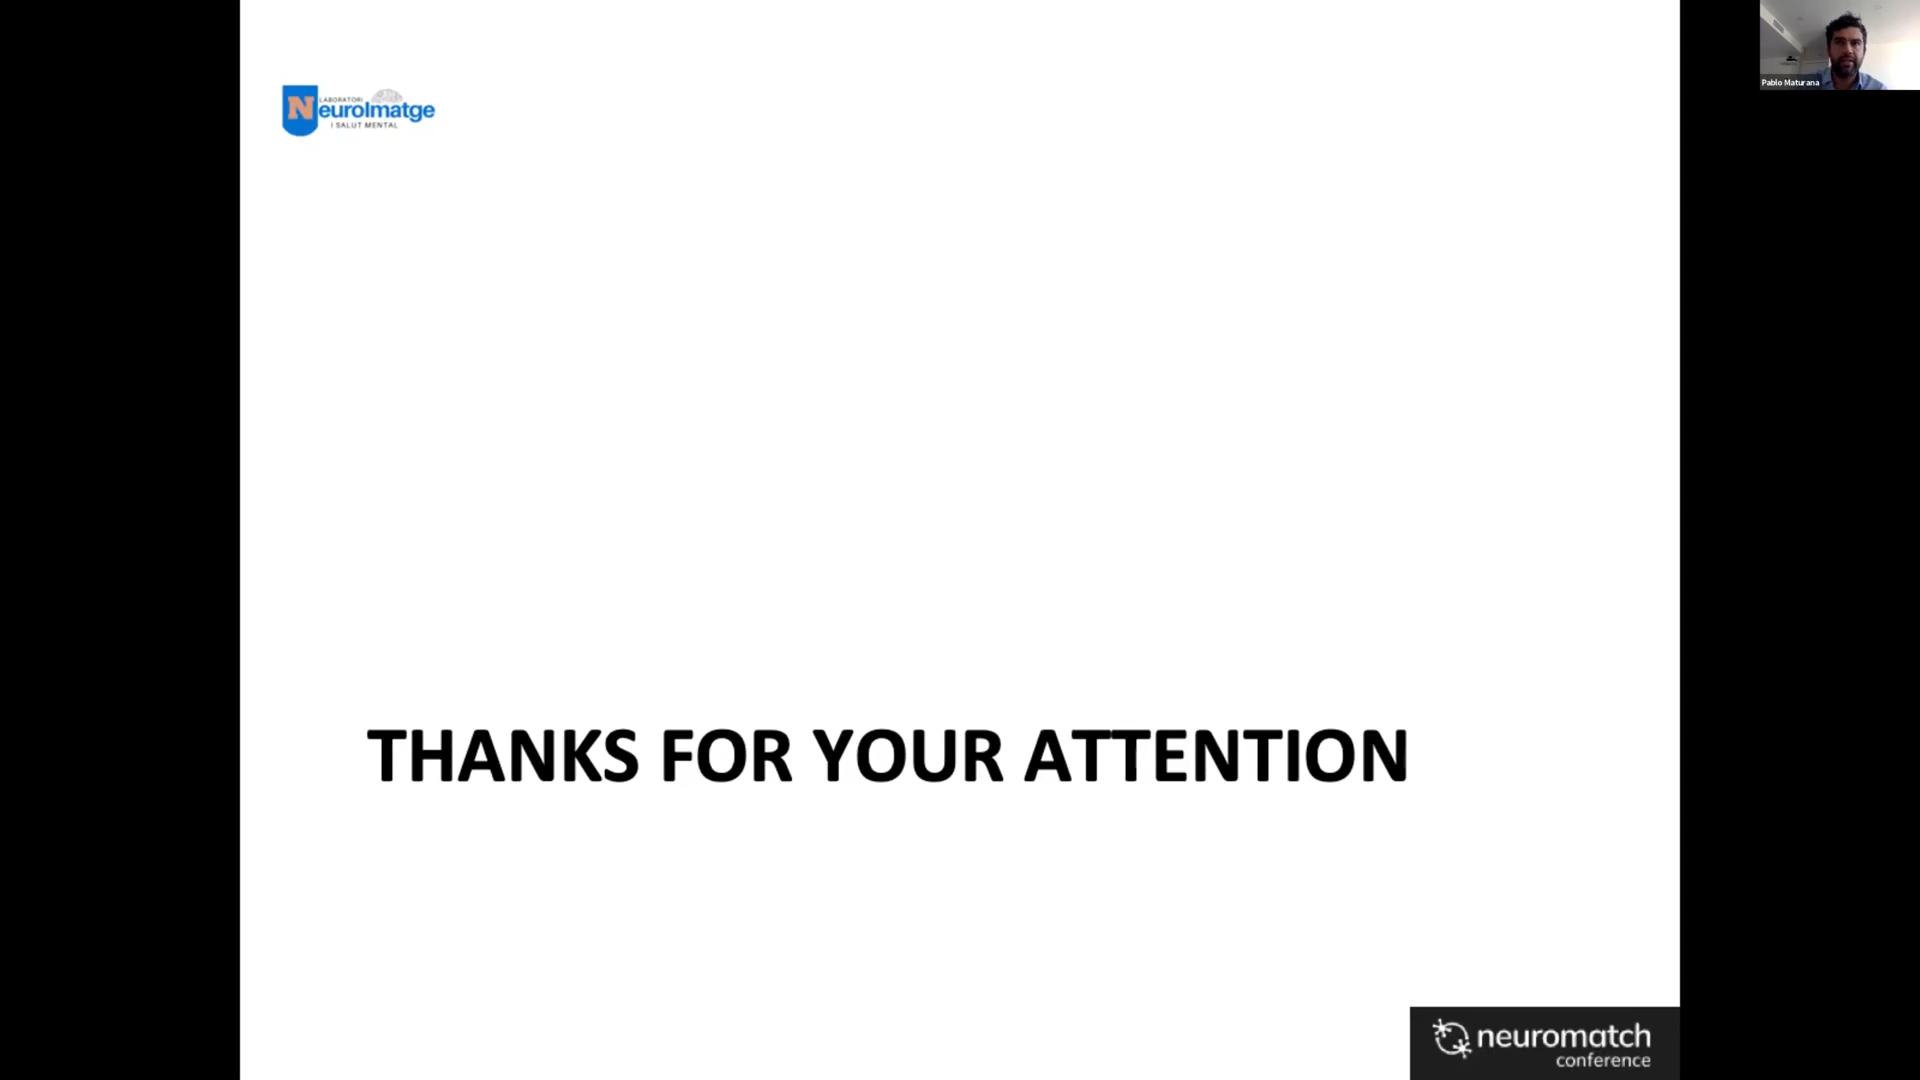 LABORATORI
NeuroImatge
I SALUT MENTAL
Pablo Maturana
THANKS FOR YOUR ATTENTION
neuromatch
conference